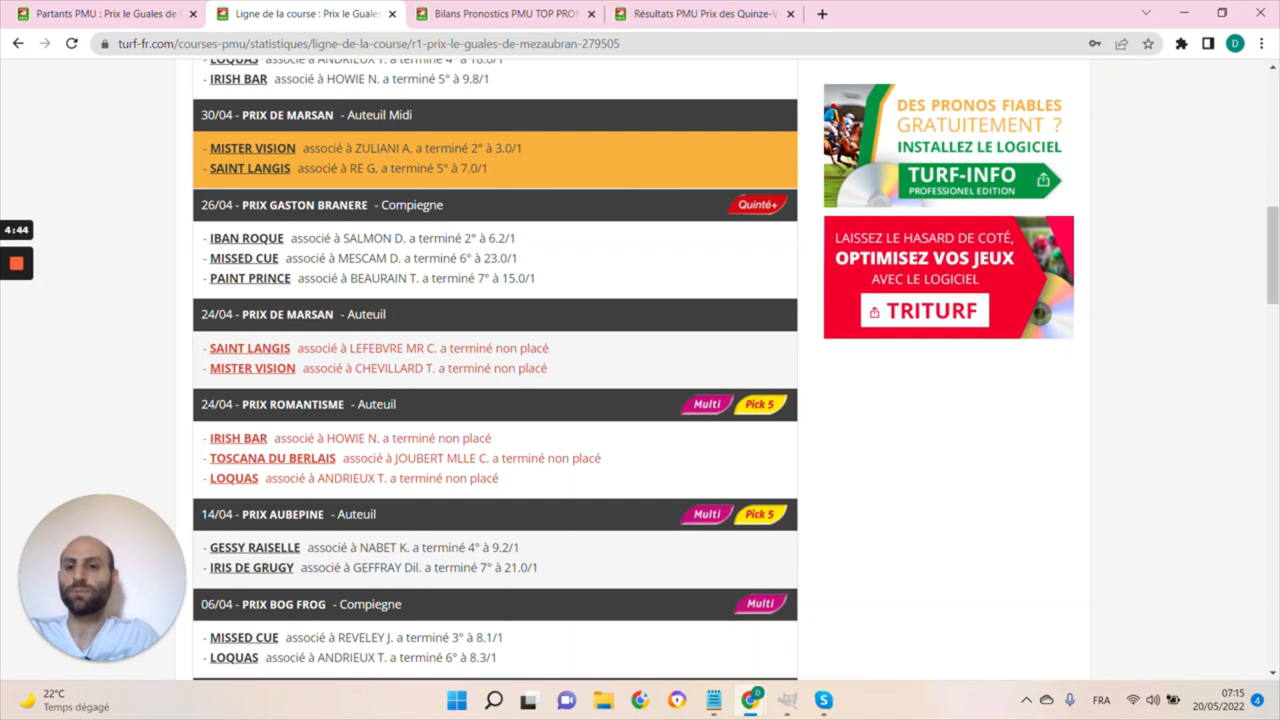 Partants PMU : Prix le Guales de
Ligne de la course : Prix le Guale
Bilans Pronostics PMU TOP PRON
Résultats PMU Prix des Quinze-V
turf-fr.com/courses-pmu/statistiques/ligne-de-la-course/r1-prix-le-guales-de-mezaubran-279505
D
- LOQUAS associé à ANDRIEUX T. a terminé 4° à 18.0/1
- IRISH BAR associé à HOWIE N. a terminé 5° à 9.8/1
30/04 - PRIX DE MARSAN - Auteuil Midi
- MISTER VISION associé à ZULIANI A. a terminé 2° à 3.0/1
- SAINT LANGIS associé à RE G. a terminé 5° à 7.0/1
26/04 - PRIX GASTON BRANERE - Compiegne Quinté+
- IBAN ROQUE associé à SALMON D. a terminé 2° à 6.2/1
- MISSED CUE associé à MESCAM D. a terminé 6° à 23.0/1
- PAINT PRINCE associé à BEAURAIN T. a terminé 7° à 15.0/1
24/04 - PRIX DE MARSAN - Auteuil
- SAINT LANGIS associé à LEFEBVRE MR C. a terminé non placé
- MISTER VISION associé à CHEVILLARD T. a terminé non placé
24/04 - PRIX ROMANTISME - Auteuil Multi Pick 5
- IRISH BAR associé à HOWIE N. a terminé non placé
- TOSCANA DU BERLAIS associé à JOUBERT MLLE C. a terminé non placé
- LOQUAS associé à ANDRIEUX T. a terminé non placé
14/04 - PRIX AUBEPINE - Auteuil Multi Pick 5
- GESSY RAISELLE associé à NABET K. a terminé 4° à 9.2/1
- IRIS DE GRUGY associé à GEFFRAY Dil. a terminé 7° à 21.0/1
06/04 - PRIX BOG FROG - Compiegne Multi
- MISSED CUE associé à REVELEY J. a terminé 3° à 8.1/1
- LOQUAS associé à ANDRIEUX T. a terminé 6° à 8.3/1
DES PRONOS FIABLES
GRATUITEMENT ?
INSTALLEZ LE LOGICIEL
TURF-INFO
PROFESSIONEL EDITION
LAISSEZ LE HASARD DE COTÉ,
OPTIMISEZ VOS JEUX
AVEC LE LOGICIEL
TRITURF
4:44
22°C
Temps dégagé
D
FRA
07:15
20/05/2022
4